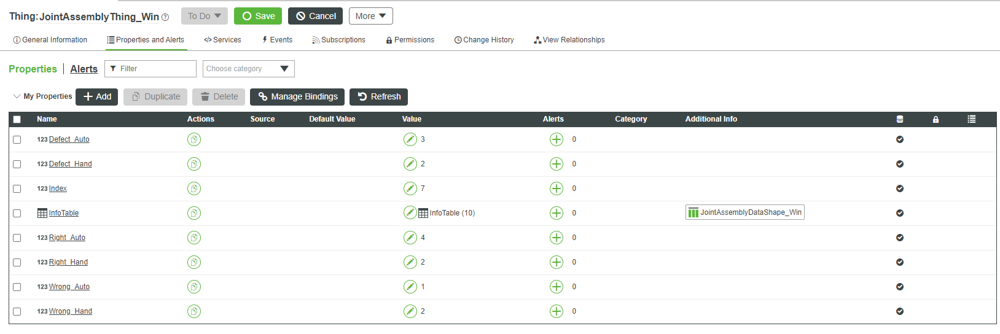 Thing: JointAssemblyThing_Win To Do Save Cancel More
General Information Properties and Alerts Services Events Subscriptions Permissions Change History View Relationships
Properties | Alerts Filter Choose category
My Properties Add Duplicate Delete Manage Bindings Refresh
Name Actions Source Default Value Value Alerts Category Additional Info
123 Defect_Auto 3 0
123 Defect_Hand 2 0
123 Index 7 0
InfoTable InfoTable (10) 0 JointAssemblyDataShape_Win
123 Right_Auto 4 0
123 Right_Hand 2 0
123 Wrong_Auto 1 0
123 Wrong_Hand 2 0